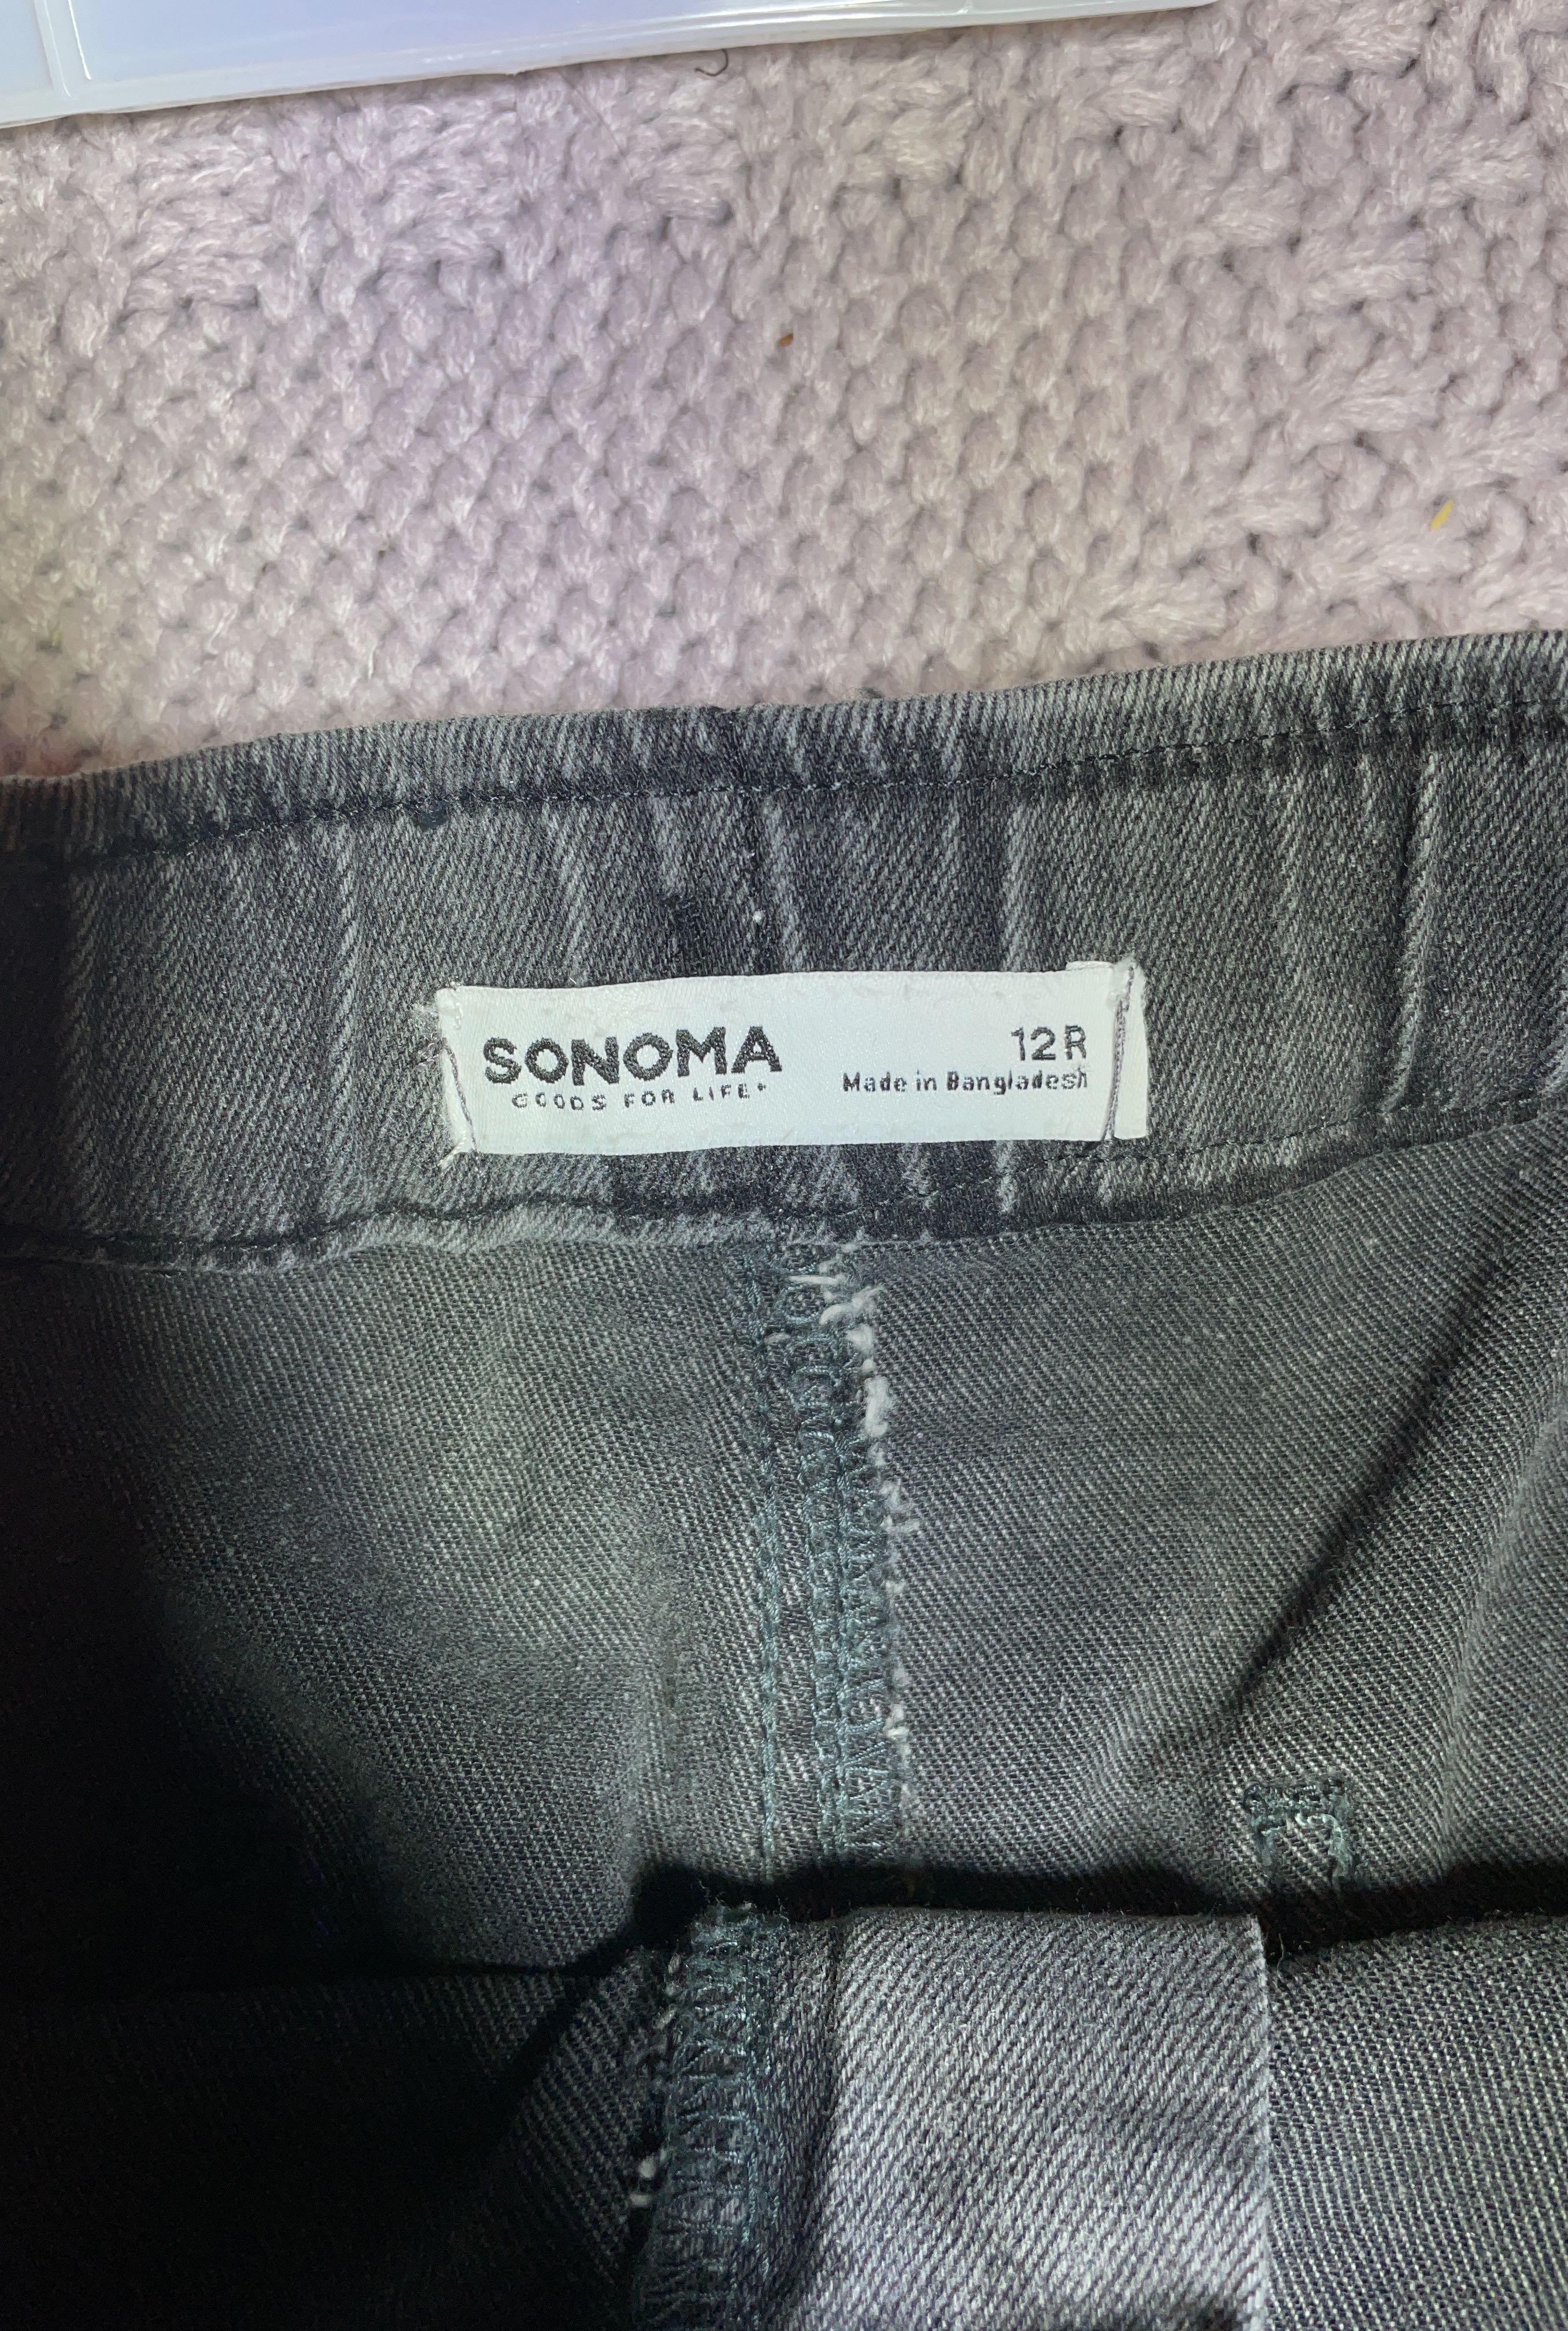 SONOMA
GOODS FOR LIFE
12R
Made in Bangladesh